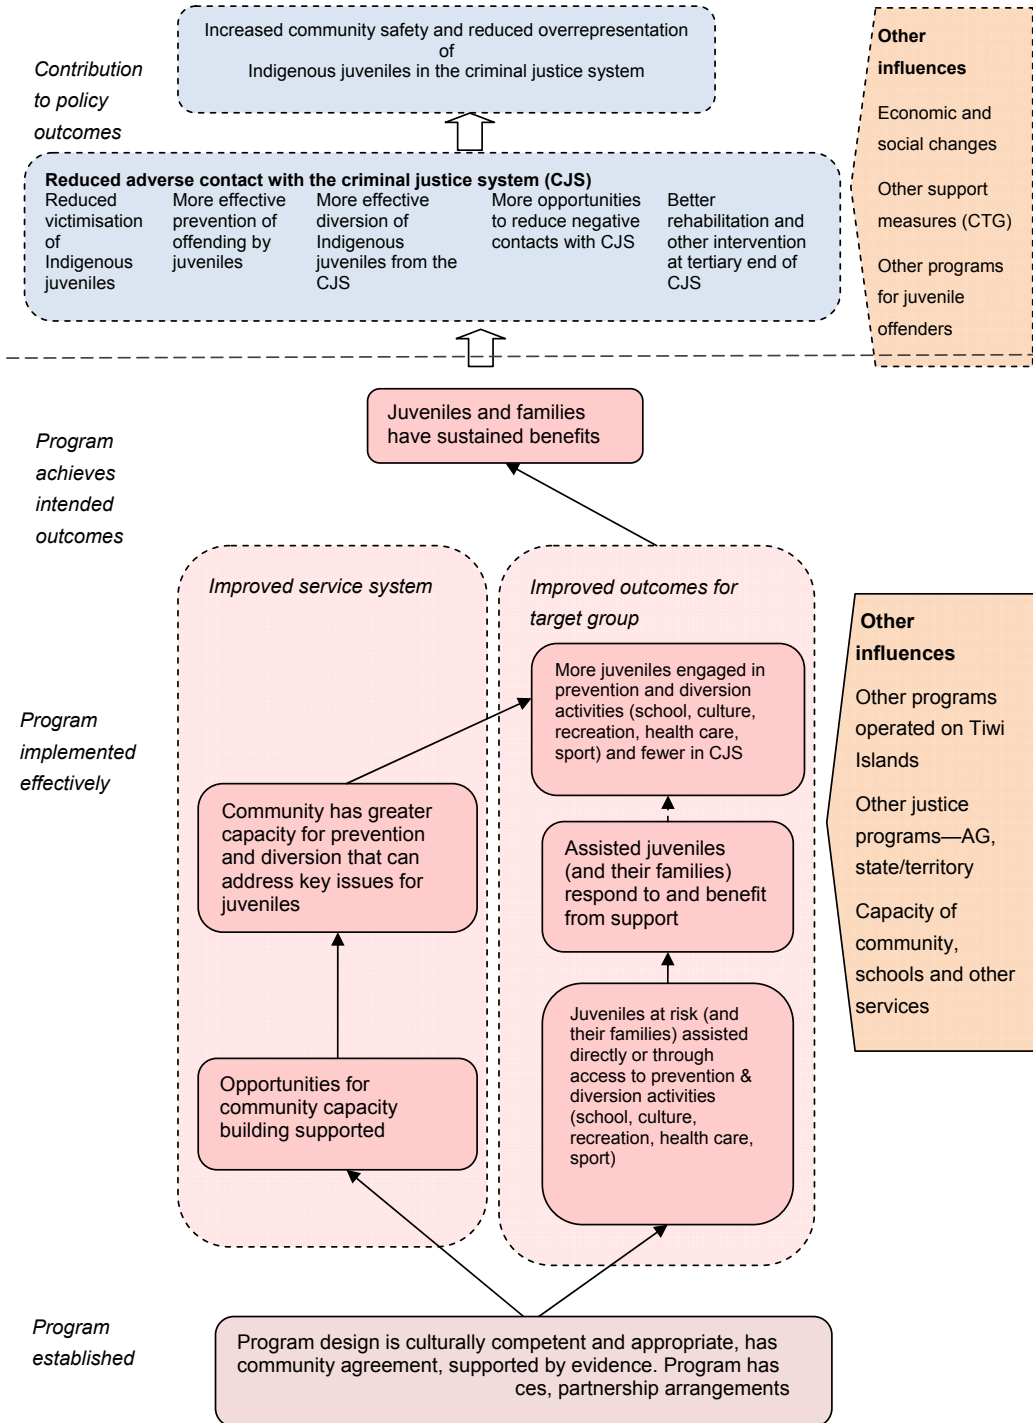 Increased community safety and reduced overrepresentation
of
Indigenous juveniles in the criminal justice system
Contribution
to policy
outcomes
Other
influences
Economic and
social changes
Other support
measures (CTG)
Other programs
for juvenile
offenders
Reduced adverse contact with the criminal justice system (CJS)
Reduced
victimisation
of
Indigenous
juveniles
More effective
prevention of
offending by
juveniles
More effective
diversion of
Indigenous
juveniles from the
CJS
More opportunities
to reduce negative
contacts with CJS
Better
rehabilitation and
other intervention
at tertiary end of
CJS
Juveniles and families
have sustained benefits
Program
achieves
intended
outcomes
Improved service system
Improved outcomes for
target group
More juveniles engaged in
prevention and diversion
activities (school, culture,
recreation, health care,
sport) and fewer in CJS
Other
influences
Other programs
operated on Tiwi
Islands
Other justice
programs—AG,
state/territory
Capacity of
community,
schools and other
services
Program
implemented
effectively
Community has greater
capacity for prevention
and diversion that can
address key issues for
juveniles
Assisted juveniles
(and their families)
respond to and benefit
from support
Juveniles at risk (and
their families) assisted
directly or through
access to prevention &
diversion activities
(school, culture,
recreation, health care,
sport)
Opportunities for
community capacity
building supported
Program
established
Program design is culturally competent and appropriate, has
community agreement, supported by evidence. Program has
ces, partnership arrangements